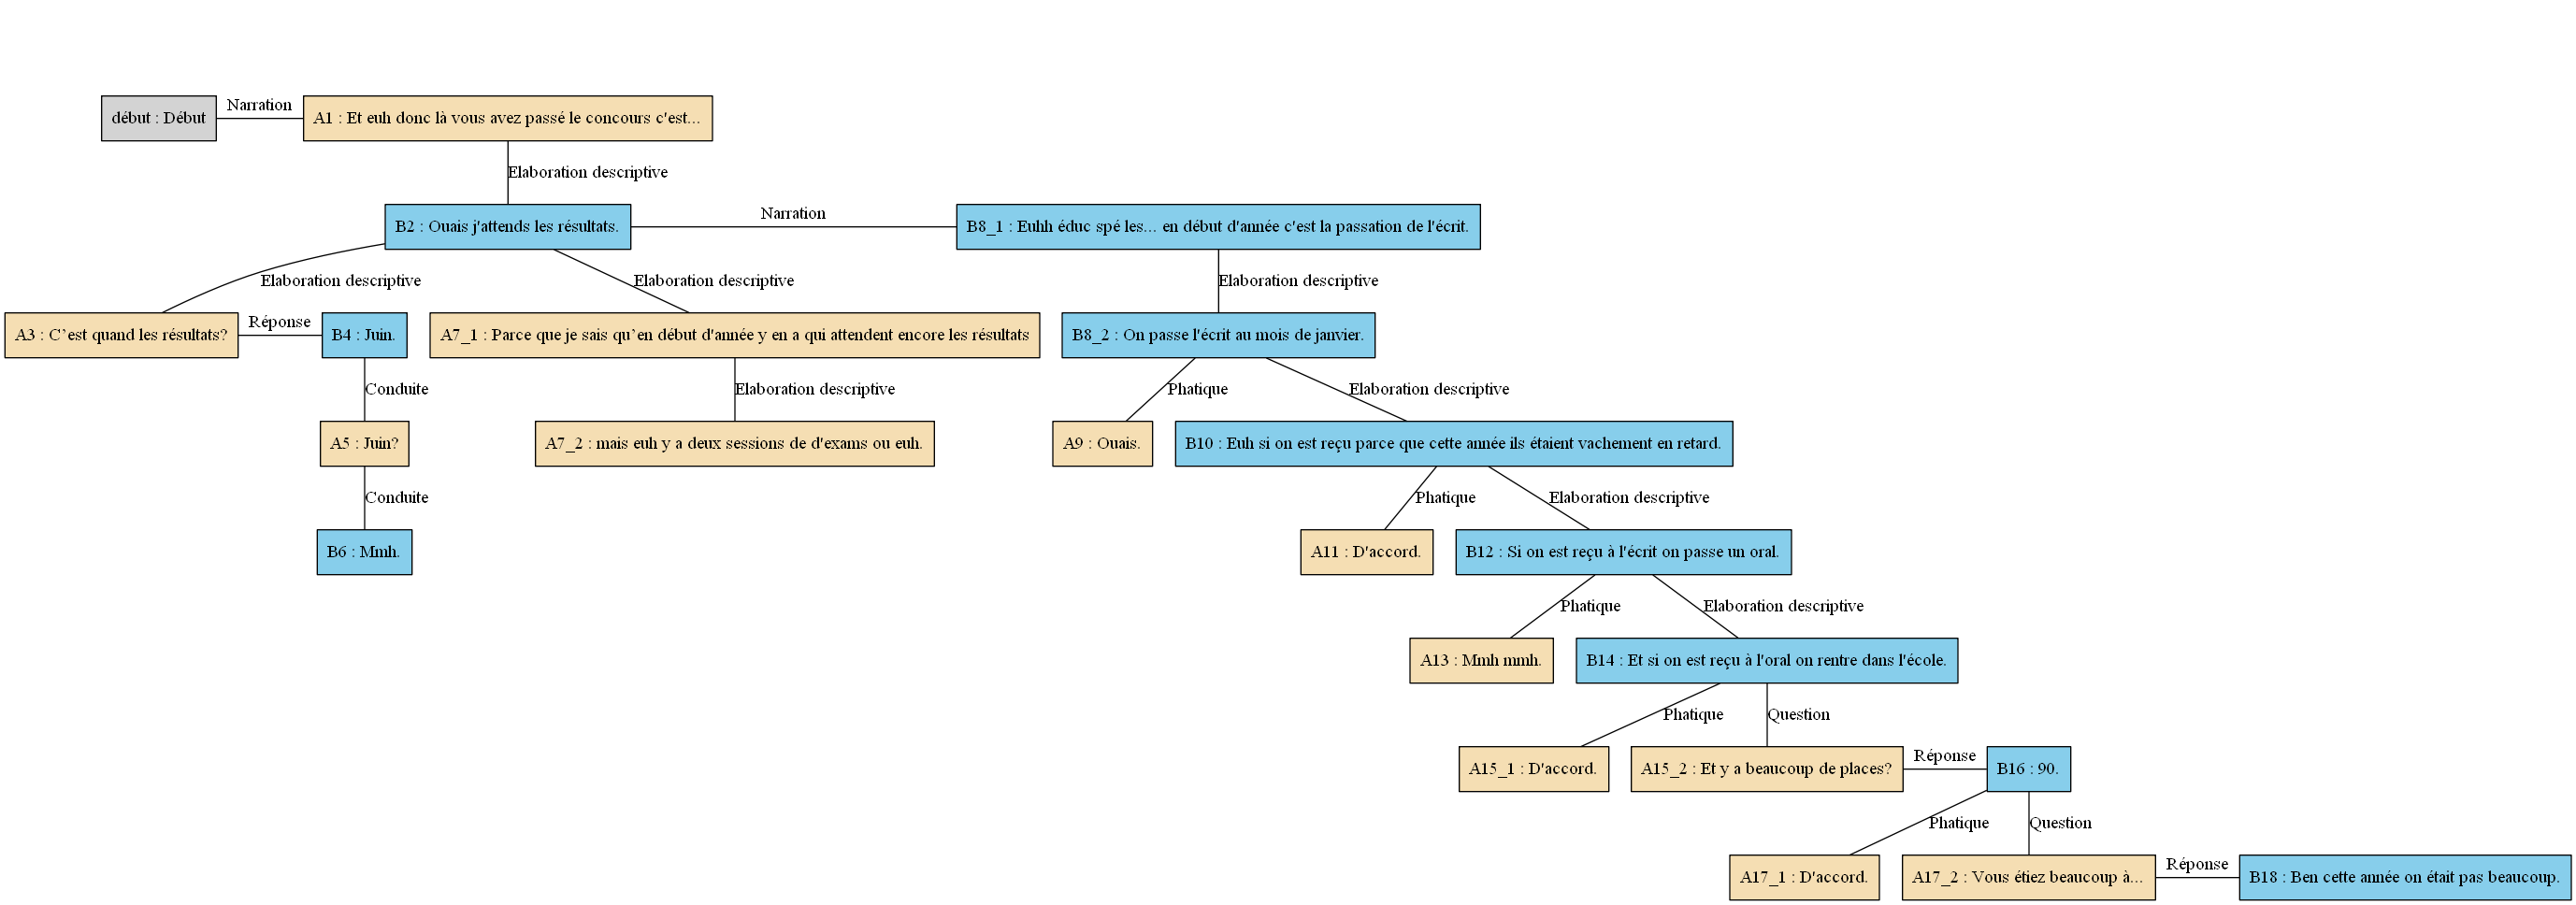 début : Début
Narration
A1 : Et euh donc là vous avez passé le concours c'est...
Elaboration descriptive
B2 : Ouais j'attends les résultats.
Narration
B8_1 : Euhh éduc spé les... en début d'année c'est la passation de l'écrit.
Elaboration descriptive
Elaboration descriptive
Elaboration descriptive
A3 : C’est quand les résultats?
Réponse
B4 : Juin.
A7_1 : Parce que je sais qu’en début d'année y en a qui attendent encore les résultats
B8_2 : On passe l'écrit au mois de janvier.
Conduite
Elaboration descriptive
Phatique
Elaboration descriptive
A5 : Juin?
A7_2 : mais euh y a deux sessions de d'exams ou euh.
A9 : Ouais.
B10 : Euh si on est reçu parce que cette année ils étaient vachement en retard.
Conduite
Phatique
Elaboration descriptive
B6 : Mmh.
A11 : D'accord.
B12 : Si on est reçu à l'écrit on passe un oral.
Phatique
Elaboration descriptive
A13 : Mmh mmh.
B14 : Et si on est reçu à l'oral on rentre dans l'école.
Phatique
Question
A15_1 : D'accord.
A15_2 : Et y a beaucoup de places?
Réponse
B16 : 90.
Phatique
Question
A17_1 : D'accord.
A17_2 : Vous étiez beaucoup à...
Réponse
B18 : Ben cette année on était pas beaucoup.